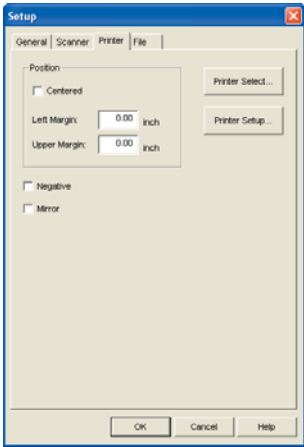 Setup
General Scanner Printer File
Position
Centered
Left Margin: 0.00 inch
Upper Margin: 0.00 inch
Printer Select...
Printer Setup...
Negative
Mirror
OK Cancel Help